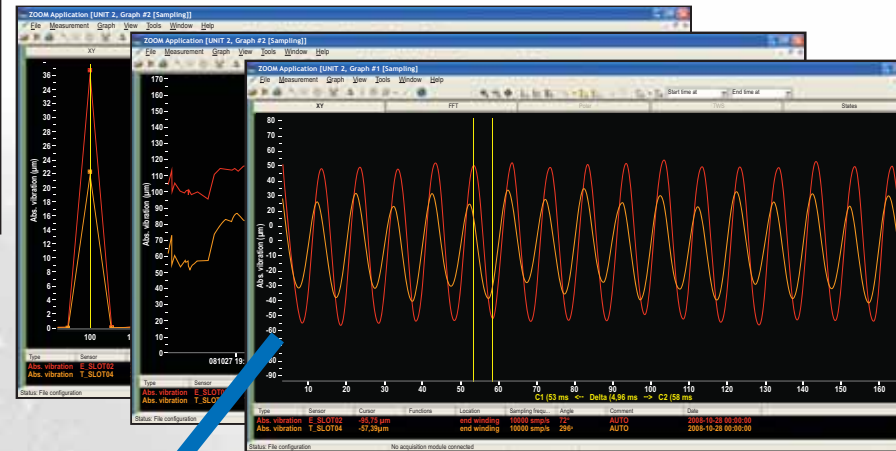 ZOOM Application [UNIT 2, Graph #2 [Sampling]]
File Measurement Graph View Tools Window Help
XY
36
34
32
30
28
26
24
22
20
18
16
14
12
10
8
6
4
2
0
Abs. vibration (µm)
100
Type Sensor
Abs. vibration E_SLOT02
Abs. vibration T_SLOT04
Status: File configuration
ZOOM Application [UNIT 2, Graph #2 [Sampling]]
File Measurement Graph View Tools Window Help
170
160
150
140
130
120
110
100
90
80
70
60
50
40
30
20
10
0
Abs. vibration (µm)
081027 19:
Type Sensor
Abs. vibration E_SLOT02
Abs. vibration T_SLOT04
Status: File configuration
ZOOM Application [UNIT 2, Graph #1 [Sampling]
File Measurement Graph View Tools Window Help
Start time at End time at
XY FFT Polar TWS States
80
70
60
50
40
30
20
10
0
-10
-20
-30
-40
-50
-60
-70
-80
-90
Abs. vibration (µm)
10 20 30 40 50 60 70 80 90 100 110 120 130 140 150 160
C1 (53 ms <-- Delta (4,96 ms --> C2 (58 ms
Type Sensor Cursor Functions Location Sampling frequ... Angle Comment Date
Abs. vibration E_SLOT02 -95,75 µm end winding 10000 smp/s 72° AUTO 2008-10-28 00:00:00
Abs. vibration T_SLOT04 -57,39µm end winding 10000 smp/s 296° AUTO 2008-10-28 00:00:00
Status: File configuration No acquisition module connected